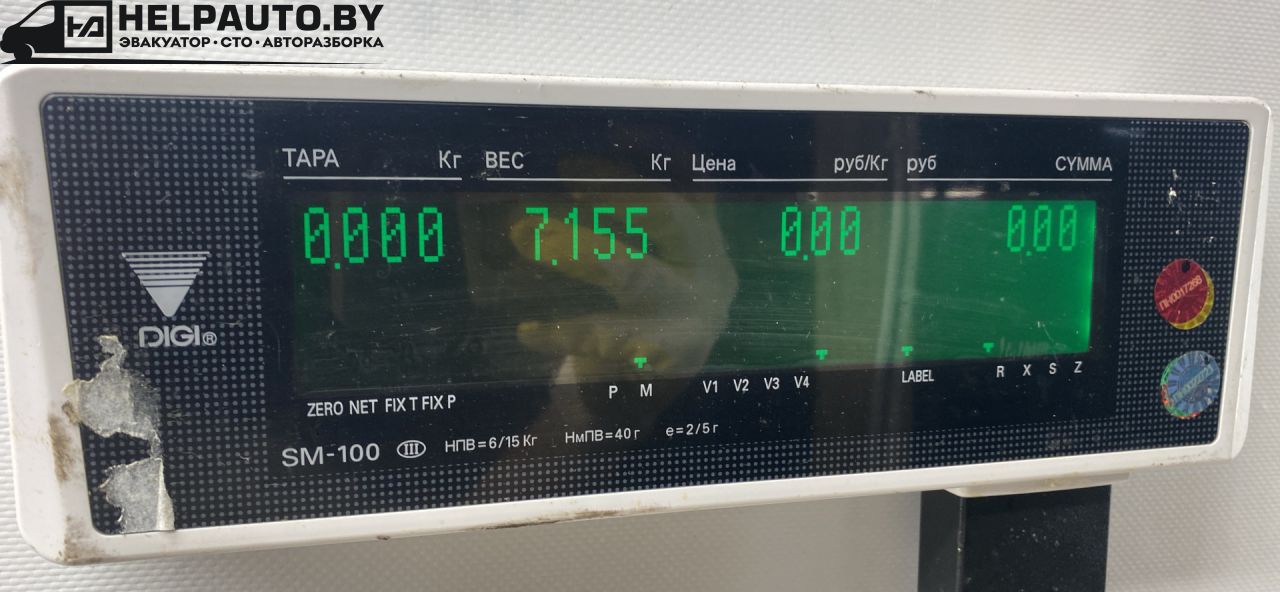 HELPAUTO.BY
ЭВАКУАТОР · СТО · АВТОРАЗБОРКА
ТАРА Кг ВЕС Кг Цена руб/Кг руб СУММА
0.000 7.155 0.00 0.00
DIGI®
P M V1 V2 V3 V4 LABEL R X S Z
ZERO NET FIX T FIX P
SM-100 III НПВ=6/15 Кг НмПВ=40 г e=2/5 г